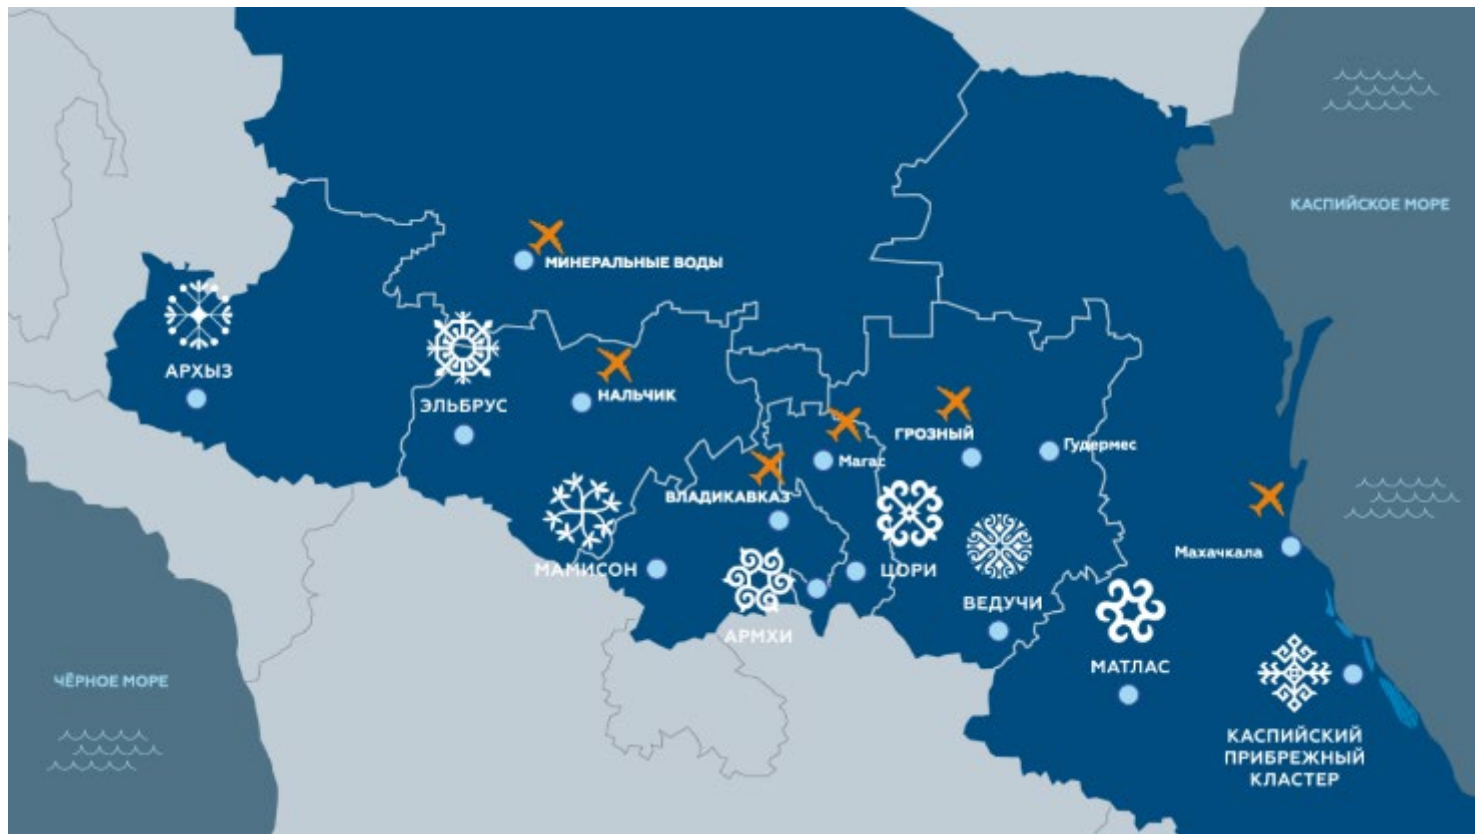 КАСПИЙСКОЕ МОРЕ
МИНЕРАЛЬНЫЕ ВОДЫ
АРХЫЗ
НАЛЬЧИК
ЭЛЬБРУС
ГРОЗНЫЙ
Гудермес
Магас
ВЛАДИКАВКАЗ
Махачкала
МАМИСОН
ЦОРИ
ВЕДУЧИ
АРМХИ
МАТЛАС
ЧЁРНОЕ МОРЕ
КАСПИЙСКИЙ
ПРИБРЕЖНЫЙ
КЛАСТЕР